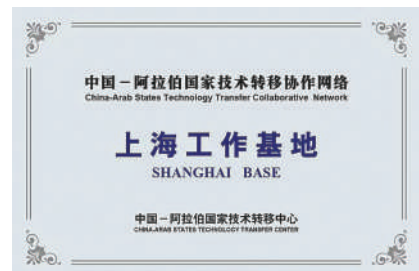 中国－阿拉伯国家技术转移协作网络
China-Arab States Technology Transfer Collaborative Network
上海工作基地
SHANGHAI BASE
中国－阿拉伯国家技术转移中心
CHINA-ARAB STATES TECHNOLOGY TRANSFER CENTER